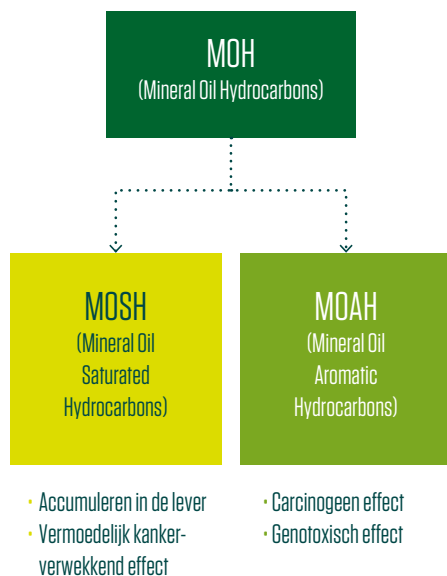 MOH
(Mineral Oil Hydrocarbons)
MOSH
(Mineral Oil
Saturated
Hydrocarbons)
MOAH
(Mineral Oil
Aromatic
Hydrocarbons)
• Accumuleren in de lever
• Vermoedelijk kanker-
verwekkend effect
• Carcinogeen effect
• Genotoxisch effect